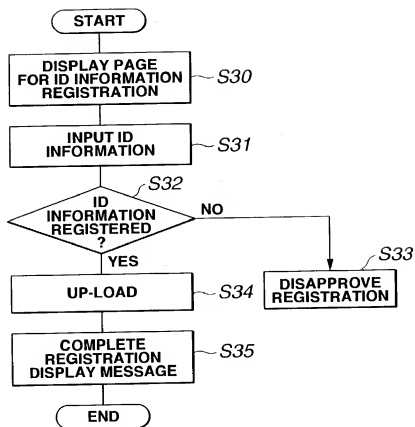 START
DISPLAY PAGE
FOR ID INFORMATION
REGISTRATION
S30
INPUT ID
INFORMATION
S31
S32
ID
INFORMATION
REGISTERED
?
NO
YES
S33
DISAPPROVE
REGISTRATION
UP-LOAD
S34
COMPLETE
REGISTRATION
DISPLAY MESSAGE
S35
END